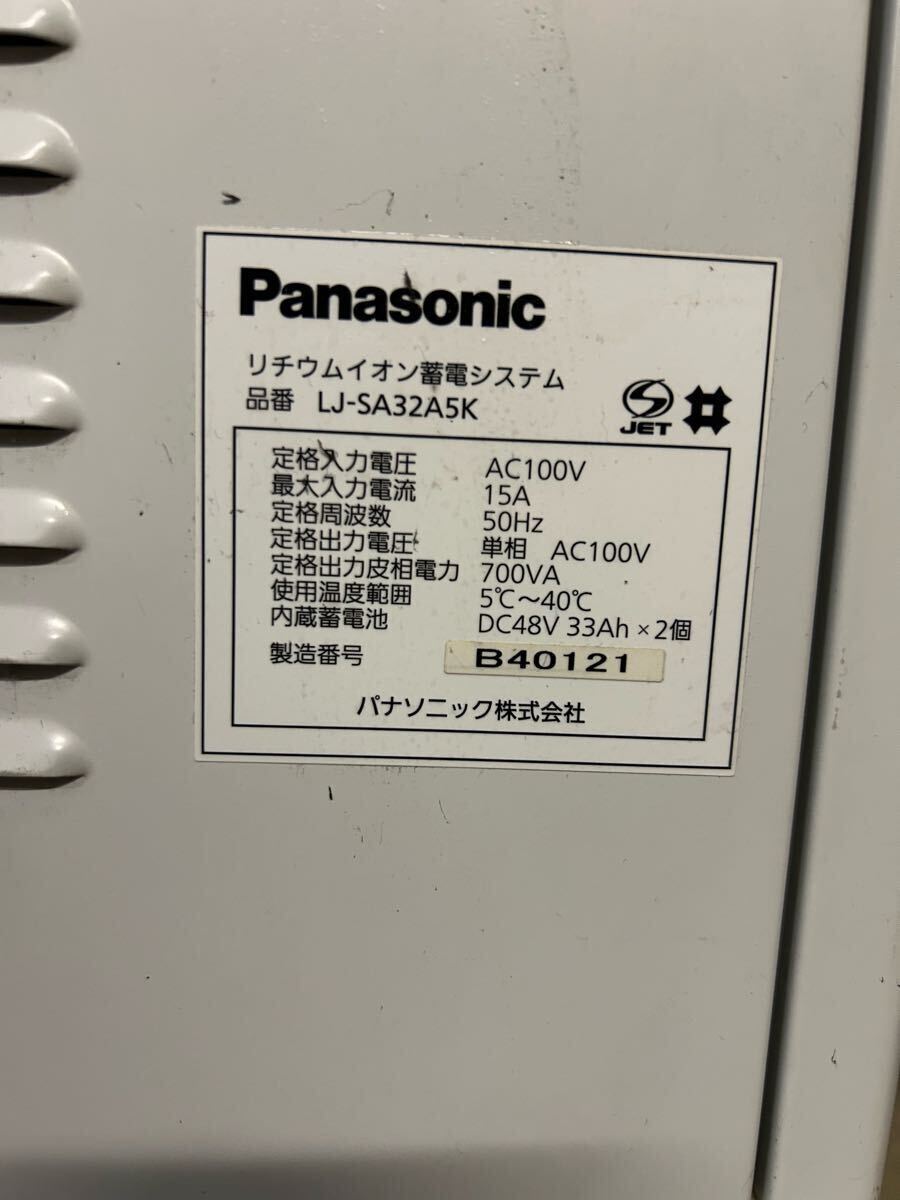 Panasonic
リチウムイオン蓄電システム
品番 LJ-SA32A5K
JET
定格入力電圧 AC100V
最大入力電流 15A
定格周波数 50Hz
定格出力電圧 単相 AC100V
定格出力皮相電力 700VA
使用温度範囲 5℃～40℃
内蔵蓄電池 DC48V 33Ah×2個
製造番号 B40121
パナソニック株式会社